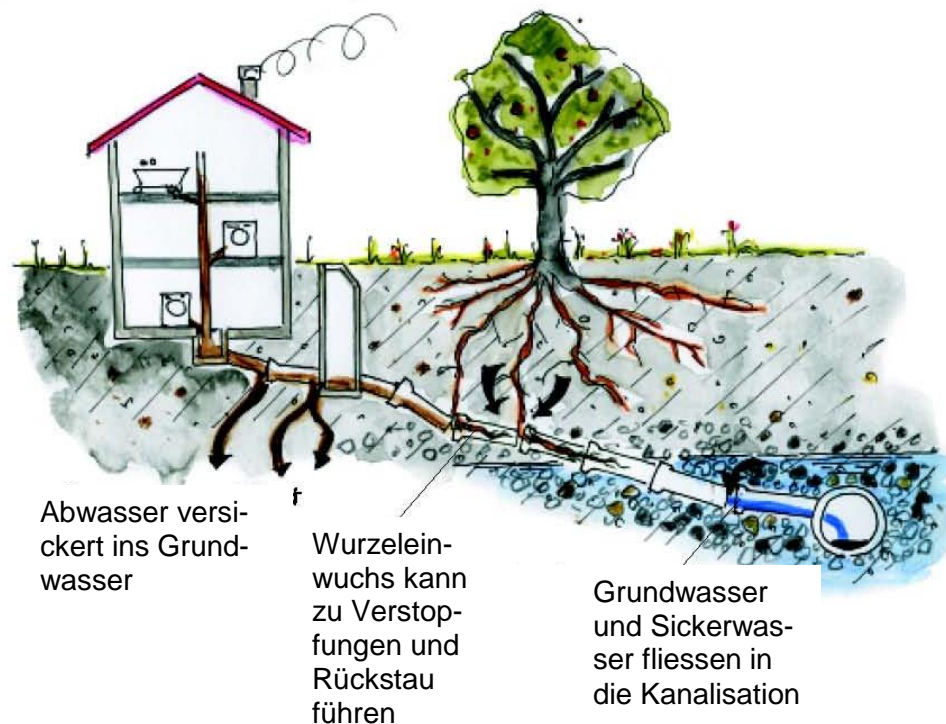 Abwasser versi-
ckert ins Grund-
wasser
Wurzelein-
wuchs kann
zu Verstop-
fungen und
Rückstau
führen
Grundwasser
und Sickerwas-
ser fliessen in
die Kanalisation